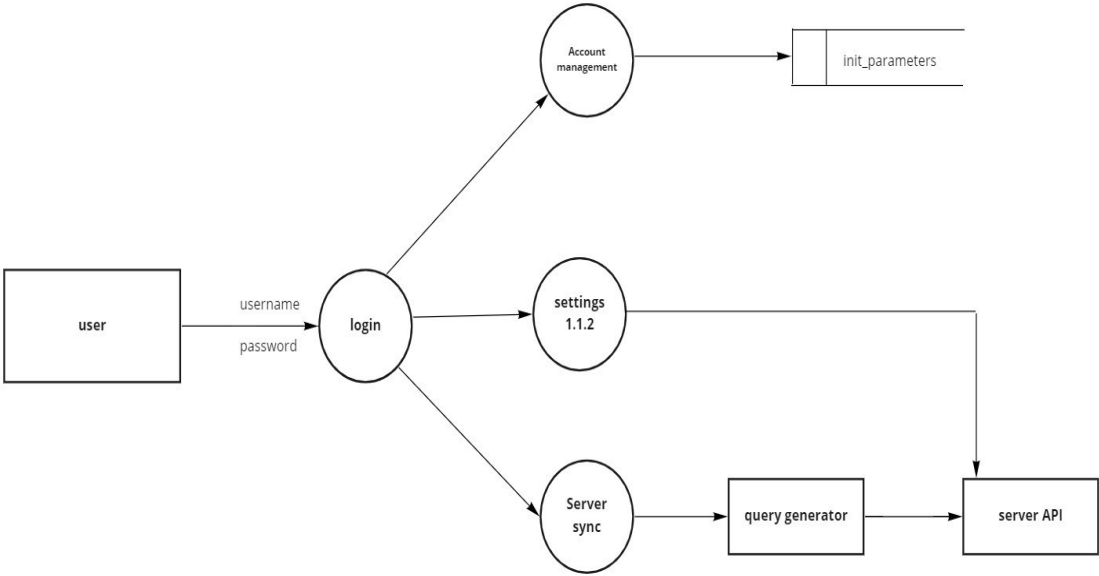 Account
management
init_parameters
username
user
login
password
settings
1.1.2
Server
sync
query generator
server API